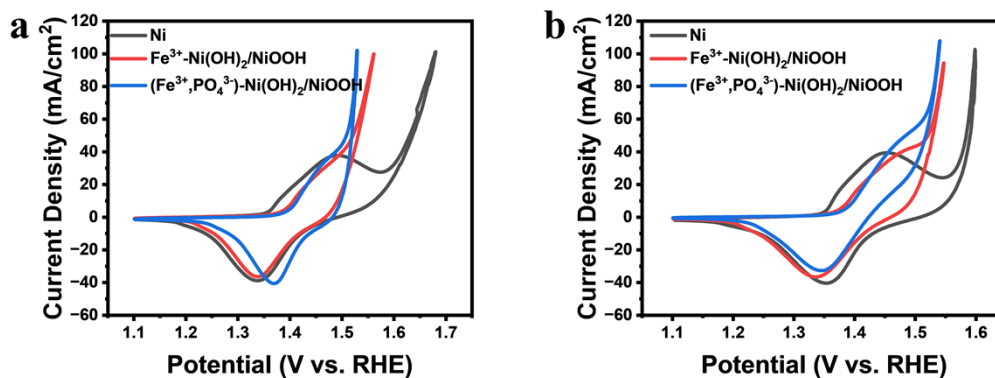 a
Current Density (mA/cm²)
120
100
80
60
40
20
0
−20
−40
−60
Ni
Fe³⁺-Ni(OH)₂/NiOOH
(Fe³⁺,PO₄³⁻)-Ni(OH)₂/NiOOH
1.1 1.2 1.3 1.4 1.5 1.6 1.7
Potential (V vs. RHE)
b
Current Density (mA/cm²)
120
100
80
60
40
20
0
−20
−40
−60
Ni
Fe³⁺-Ni(OH)₂/NiOOH
(Fe³⁺,PO₄³⁻)-Ni(OH)₂/NiOOH
1.1 1.2 1.3 1.4 1.5 1.6
Potential (V vs. RHE)